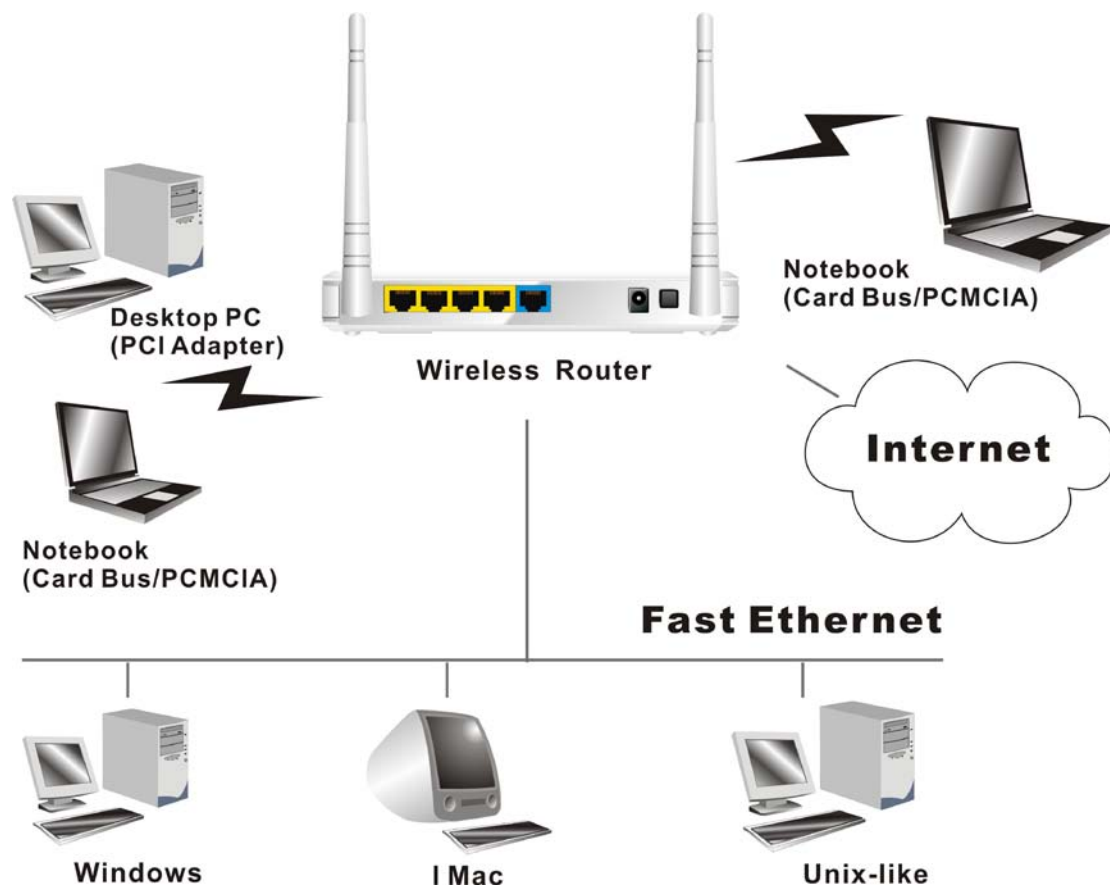 Desktop PC
(PCI Adapter)
Wireless Router
Notebook
(Card Bus/PCMCIA)
Internet
Notebook
(Card Bus/PCMCIA)
Fast Ethernet
Windows
I Mac
Unix-like